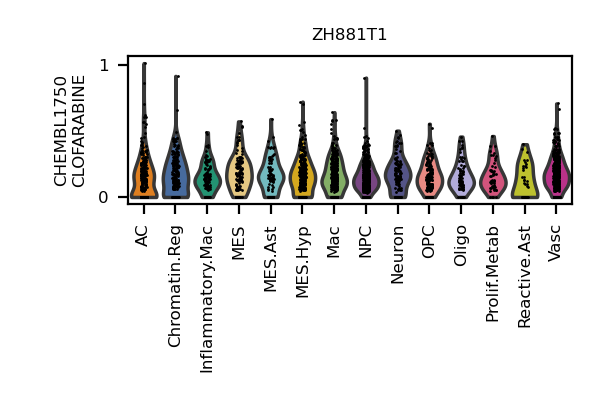 ZH881T1
CHEMBL1750
CLOFARABINE
1
0
AC
Chromatin.Reg
Inflammatory.Mac
MES
MES.Ast
MES.Hyp
Mac
NPC
Neuron
OPC
Oligo
Prolif.Metab
Reactive.Ast
Vasc